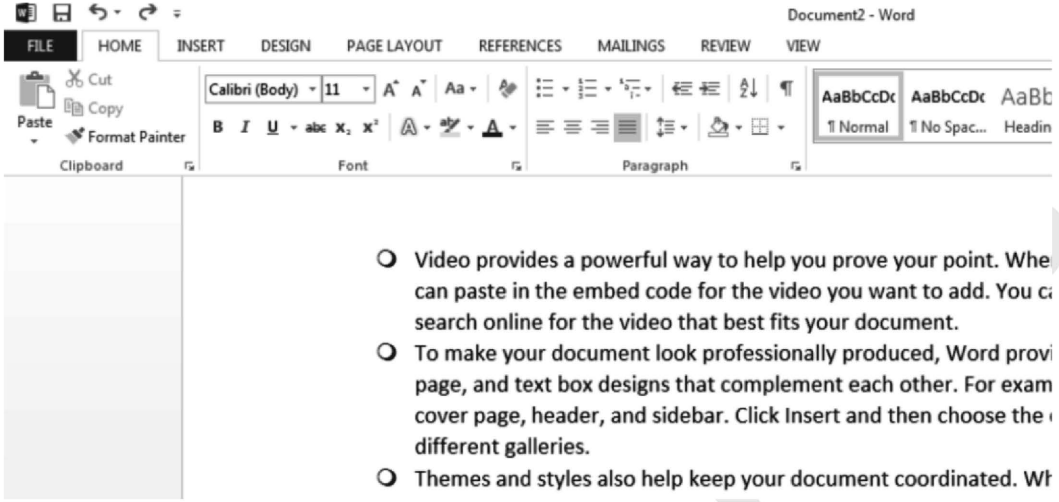 Document2 - Word
FILE HOME INSERT DESIGN PAGE LAYOUT REFERENCES MAILINGS REVIEW VIEW
Cut
Copy
Paste
Format Painter
Clipboard
Calibri (Body) 11 A A Aa
B I U abc X₂ X² A aby A
Font
Paragraph
AaBbCcDc AaBbCcDc AaBb
¶ Normal ¶ No Spac... Headin
Video provides a powerful way to help you prove your point. Whe
can paste in the embed code for the video you want to add. You ca
search online for the video that best fits your document.
To make your document look professionally produced, Word provi
page, and text box designs that complement each other. For exam
cover page, header, and sidebar. Click Insert and then choose the
different galleries.
Themes and styles also help keep your document coordinated. Wh